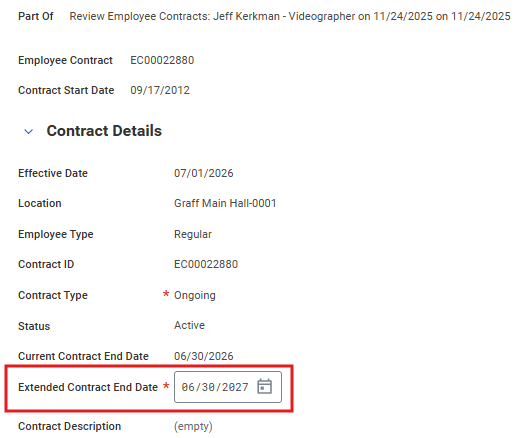 Part Of Review Employee Contracts: Jeff Kerkman - Videographer on 11/24/2025 on 11/24/2025
Employee Contract EC00022880
Contract Start Date 09/17/2012
Contract Details
Effective Date 07/01/2026
Location Graff Main Hall-0001
Employee Type Regular
Contract ID EC00022880
Contract Type * Ongoing
Status Active
Current Contract End Date 06/30/2026
Extended Contract End Date * 06/30/2027
Contract Description (empty)